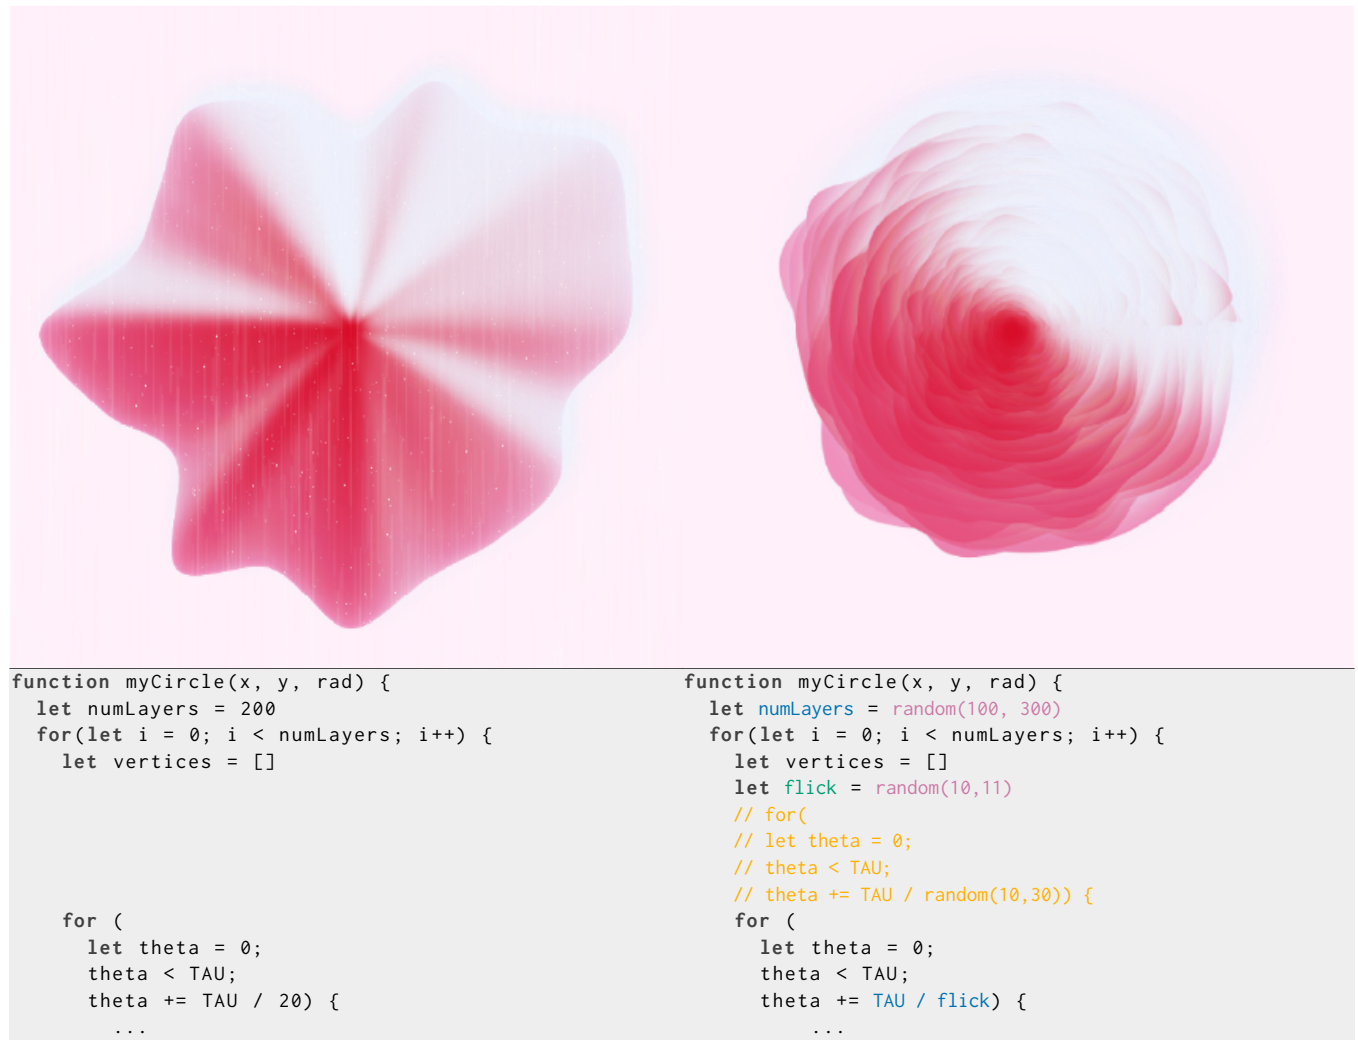 function myCircle(x, y, rad) {
  let numLayers = 200
  for(let i = 0; i < numLayers; i++) {
    let vertices = []
    for (
      let theta = 0;
      theta < TAU;
      theta += TAU / 20) {
        ...
function myCircle(x, y, rad) {
  let numLayers = random(100, 300)
  for(let i = 0; i < numLayers; i++) {
    let vertices = []
    let flick = random(10,11)
    // for(
    // let theta = 0;
    // theta < TAU;
    // theta += TAU / random(10,30)) {
    for (
      let theta = 0;
      theta < TAU;
      theta += TAU / flick) {
          ...